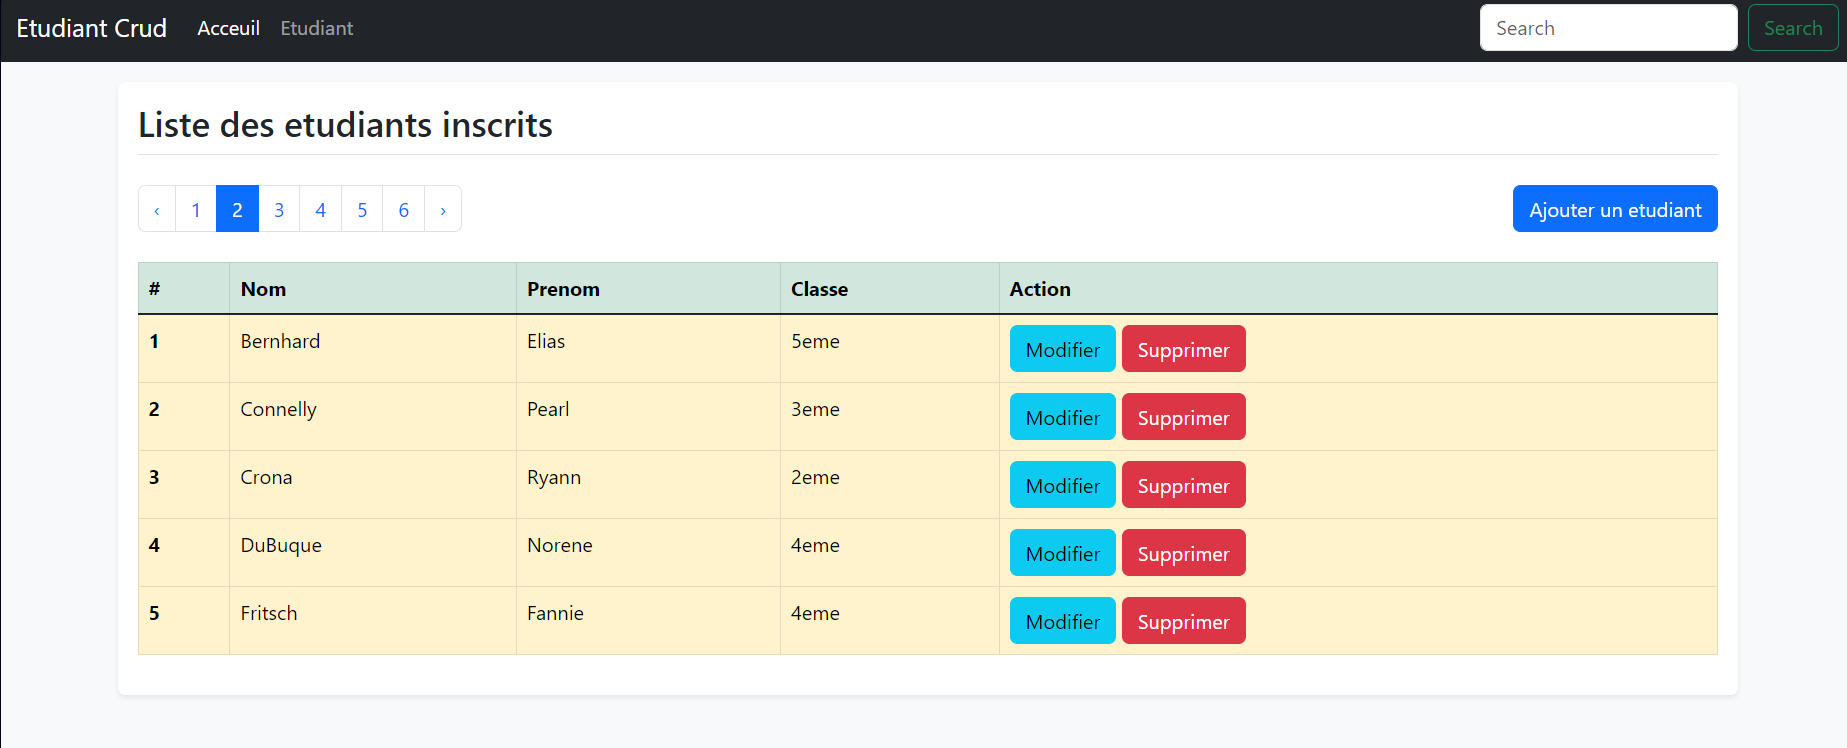 Etudiant Crud Acceuil Etudiant Search Search
Liste des etudiants inscrits
‹ 1 2 3 4 5 6 › Ajouter un etudiant
# Nom Prenom Classe Action
1 Bernhard Elias 5eme Modifier Supprimer
2 Connelly Pearl 3eme Modifier Supprimer
3 Crona Ryann 2eme Modifier Supprimer
4 DuBuque Norene 4eme Modifier Supprimer
5 Fritsch Fannie 4eme Modifier Supprimer